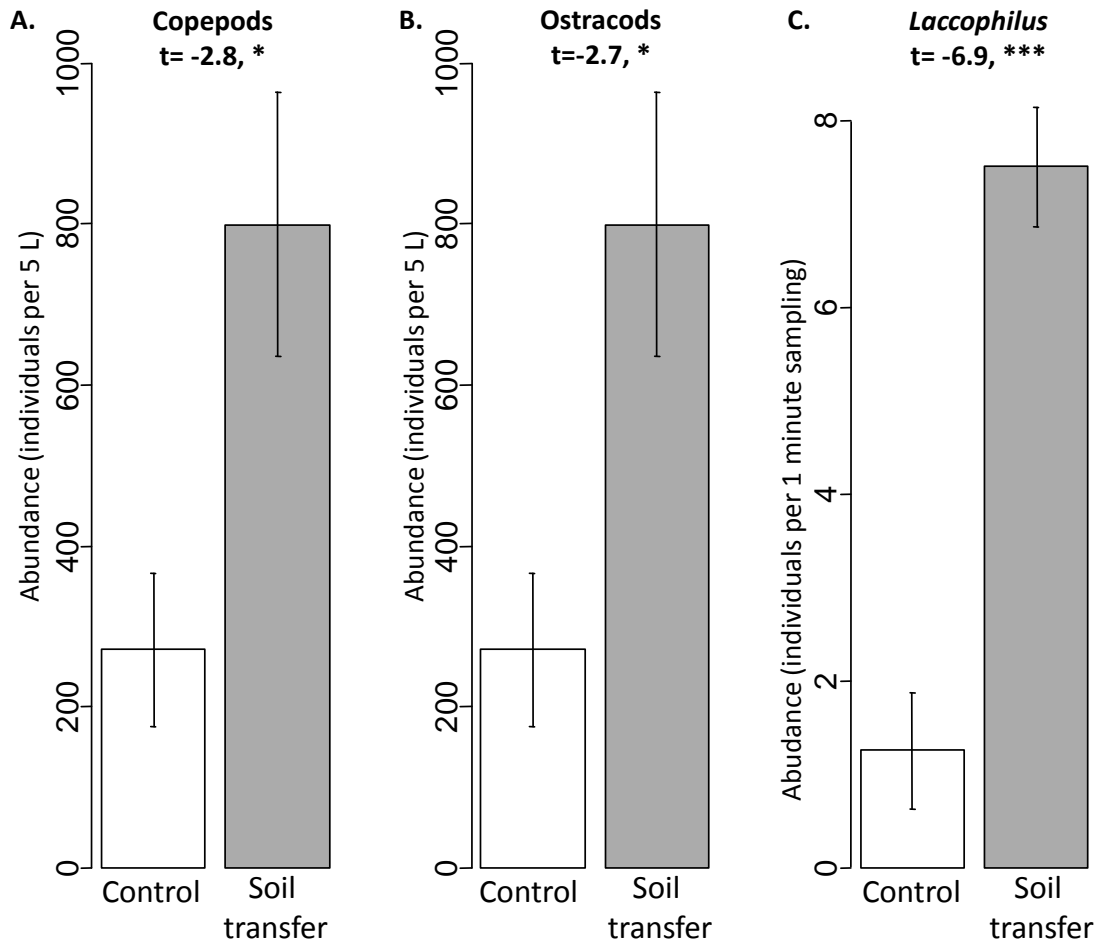 A.
Copepods
t= -2.8, *
Abundance (individuals per 5 L)
1000
800
600
400
200
0
Control
Soil
transfer
B.
Ostracods
t=-2.7, *
Abundance (individuals per 5 L)
1000
800
600
400
200
0
Control
Soil
transfer
C.
Laccophilus
t= -6.9, ***
Abudance (individuals per 1 minute sampling)
8
6
4
2
0
Control
Soil
transfer